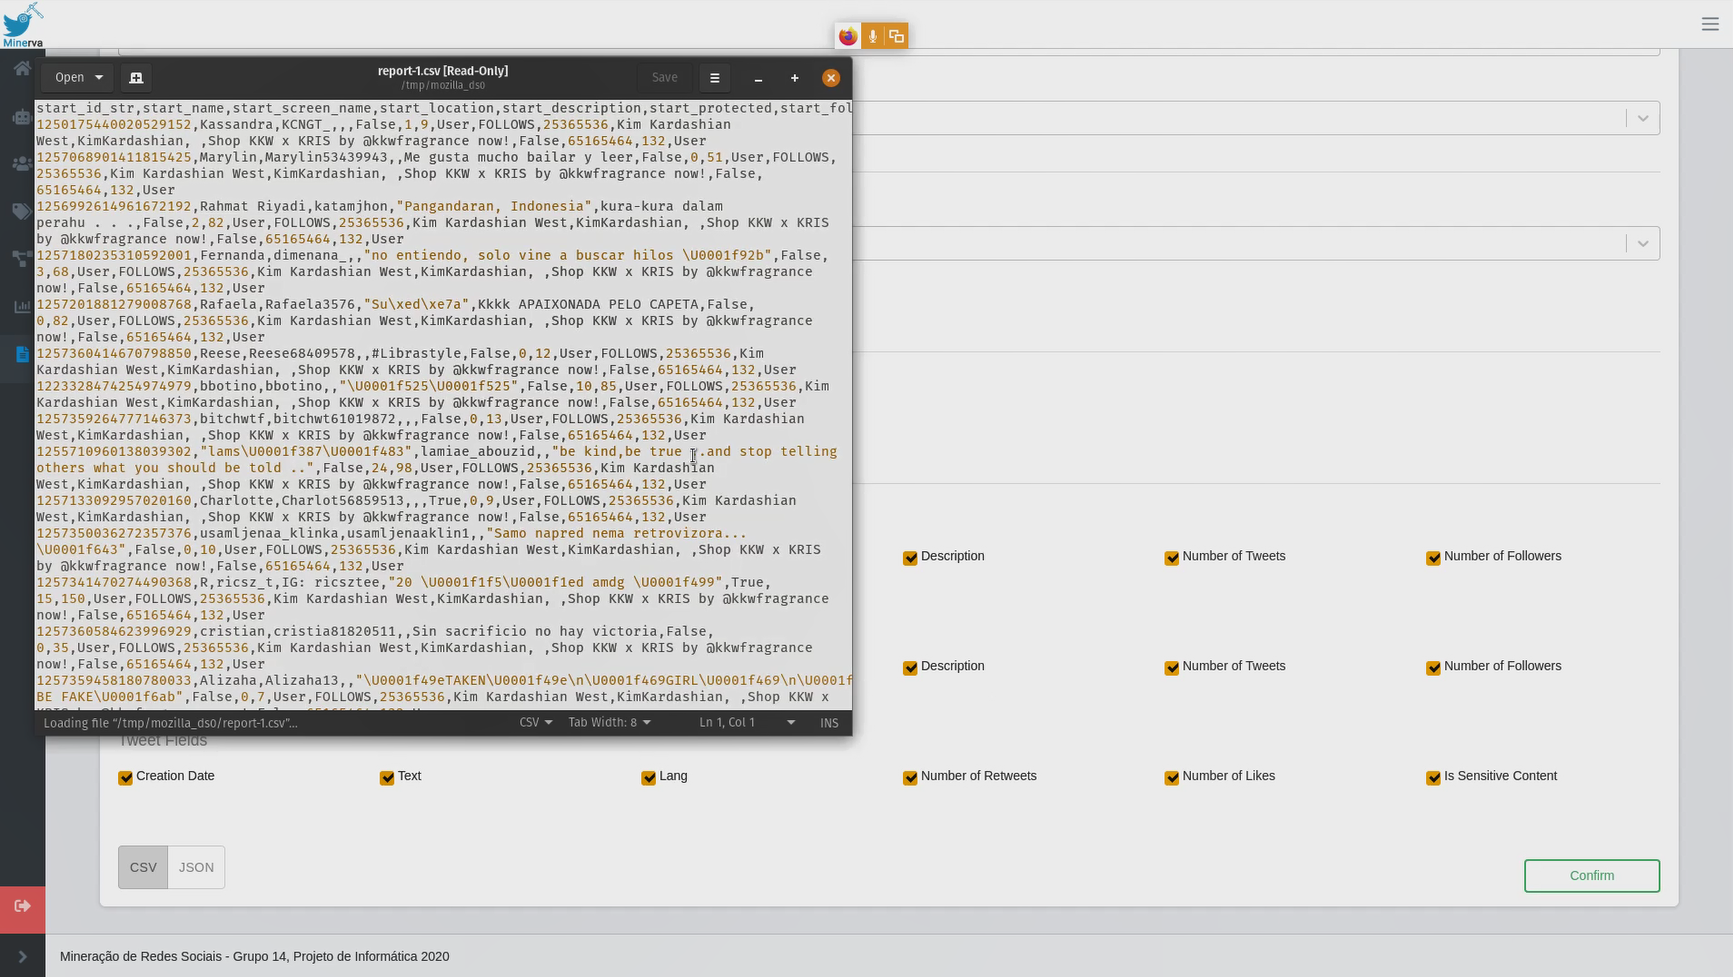 Minerva
Open
report-1.csv [Read-Only]
/tmp/mozilla_ds0
Save
start_id_str,start_name,start_screen_name,start_location,start_description,start_protected,start_fol
1250175440020529152,Kassandra,KCNGT_,,,False,1,9,User,FOLLOWS,25365536,Kim Kardashian
West,KimKardashian, ,Shop KKW x KRIS by @kkwfragrance now!,False,65165464,132,User
1257068901411815425,Marylin,Marylin53439943,,Me gusta mucho bailar y leer,False,0,51,User,FOLLOWS,
25365536,Kim Kardashian West,KimKardashian, ,Shop KKW x KRIS by @kkwfragrance now!,False,
65165464,132,User
1256992614961672192,Rahmat Riyadi,katamjhon,"Pangandaran, Indonesia",kura-kura dalam
perahu . . .,False,2,82,User,FOLLOWS,25365536,Kim Kardashian West,KimKardashian, ,Shop KKW x KRIS
by @kkwfragrance now!,False,65165464,132,User
1257180235310592001,Fernanda,dimenana_,,"no entiendo, solo vine a buscar hilos \U0001f92b",False,
3,68,User,FOLLOWS,25365536,Kim Kardashian West,KimKardashian, ,Shop KKW x KRIS by @kkwfragrance
now!,False,65165464,132,User
1257201881279008768,Rafaela,Rafaela3576,"Su\xed\xe7a",Kkkk APAIXONADA PELO CAPETA,False,
0,82,User,FOLLOWS,25365536,Kim Kardashian West,KimKardashian, ,Shop KKW x KRIS by @kkwfragrance
now!,False,65165464,132,User
1257360414670798850,Reese,Reese68409578,,#Librastyle,False,0,12,User,FOLLOWS,25365536,Kim
Kardashian West,KimKardashian, ,Shop KKW x KRIS by @kkwfragrance now!,False,65165464,132,User
1223328474254974979,bbotino,bbotino,,"\U0001f525\U0001f525",False,10,85,User,FOLLOWS,25365536,Kim
Kardashian West,KimKardashian, ,Shop KKW x KRIS by @kkwfragrance now!,False,65165464,132,User
1257359264777146373,bitchwtf,bitchwt61019872,,,False,0,13,User,FOLLOWS,25365536,Kim Kardashian
West,KimKardashian, ,Shop KKW x KRIS by @kkwfragrance now!,False,65165464,132,User
1255710960138039302,"lams\U0001f387\U0001f483",lamiae_abouzid,,"be kind,be true ..and stop telling
others what you should be told ..",False,24,98,User,FOLLOWS,25365536,Kim Kardashian
West,KimKardashian, ,Shop KKW x KRIS by @kkwfragrance now!,False,65165464,132,User
1257133092957020160,Charlotte,Charlot56859513,,,True,0,9,User,FOLLOWS,25365536,Kim Kardashian
West,KimKardashian, ,Shop KKW x KRIS by @kkwfragrance now!,False,65165464,132,User
1257350036272357376,usamljenaa_klinka,usamljenaaklin1,,"Samo napred nema retrovizora...
\U0001f643",False,0,10,User,FOLLOWS,25365536,Kim Kardashian West,KimKardashian, ,Shop KKW x KRIS
by @kkwfragrance now!,False,65165464,132,User
1257341470274490368,R,ricsz_t,IG: ricsztee,"20 \U0001f1f5\U0001f1ed amdg \U0001f499",True,
15,150,User,FOLLOWS,25365536,Kim Kardashian West,KimKardashian, ,Shop KKW x KRIS by @kkwfragrance
now!,False,65165464,132,User
1257360584623996929,cristian,cristia81820511,,Sin sacrificio no hay victoria,False,
0,35,User,FOLLOWS,25365536,Kim Kardashian West,KimKardashian, ,Shop KKW x KRIS by @kkwfragrance
now!,False,65165464,132,User
1257359458180780033,Alizaha,Alizaha13,,"\U0001f49eTAKEN\U0001f49e\n\U0001f469GIRL\U0001f469\n\U0001f
BE FAKE\U0001f6ab",False,0,7,User,FOLLOWS,25365536,Kim Kardashian West,KimKardashian, ,Shop KKW x
Loading file "/tmp/mozilla_ds0/report-1.csv"...
CSV
Tab Width: 8
Ln 1, Col 1
INS
Description
Number of Tweets
Number of Followers
Description
Number of Tweets
Number of Followers
Tweet Fields
Creation Date
Text
Lang
Number of Retweets
Number of Likes
Is Sensitive Content
CSV
JSON
Confirm
Mineração de Redes Sociais - Grupo 14, Projeto de Informática 2020